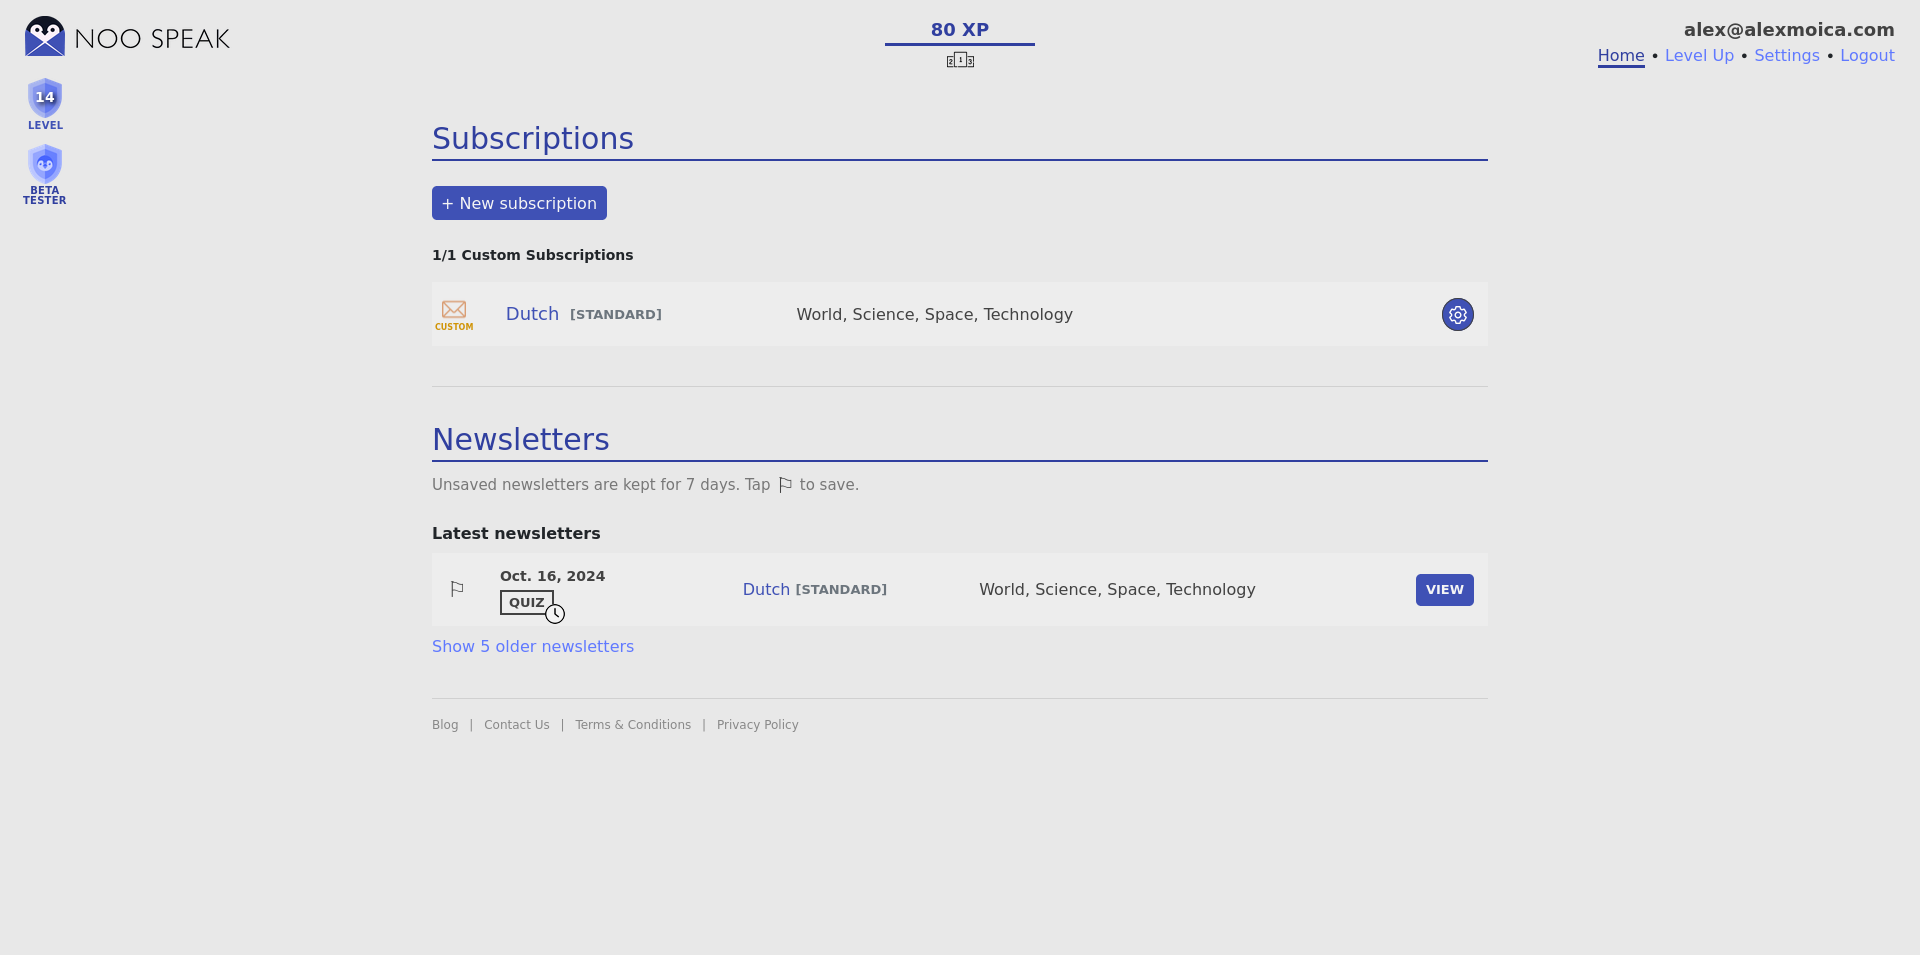 NOO SPEAK
80 XP
2 1 3
alex@alexmoica.com
Home • Level Up • Settings • Logout
14
LEVEL
BETA
TESTER
Subscriptions
+ New subscription
1/1 Custom Subscriptions
CUSTOM
Dutch [STANDARD] World, Science, Space, Technology
Newsletters
Unsaved newsletters are kept for 7 days. Tap to save.
Latest newsletters
Oct. 16, 2024
QUIZ
Dutch [STANDARD] World, Science, Space, Technology VIEW
Show 5 older newsletters
Blog | Contact Us | Terms & Conditions | Privacy Policy